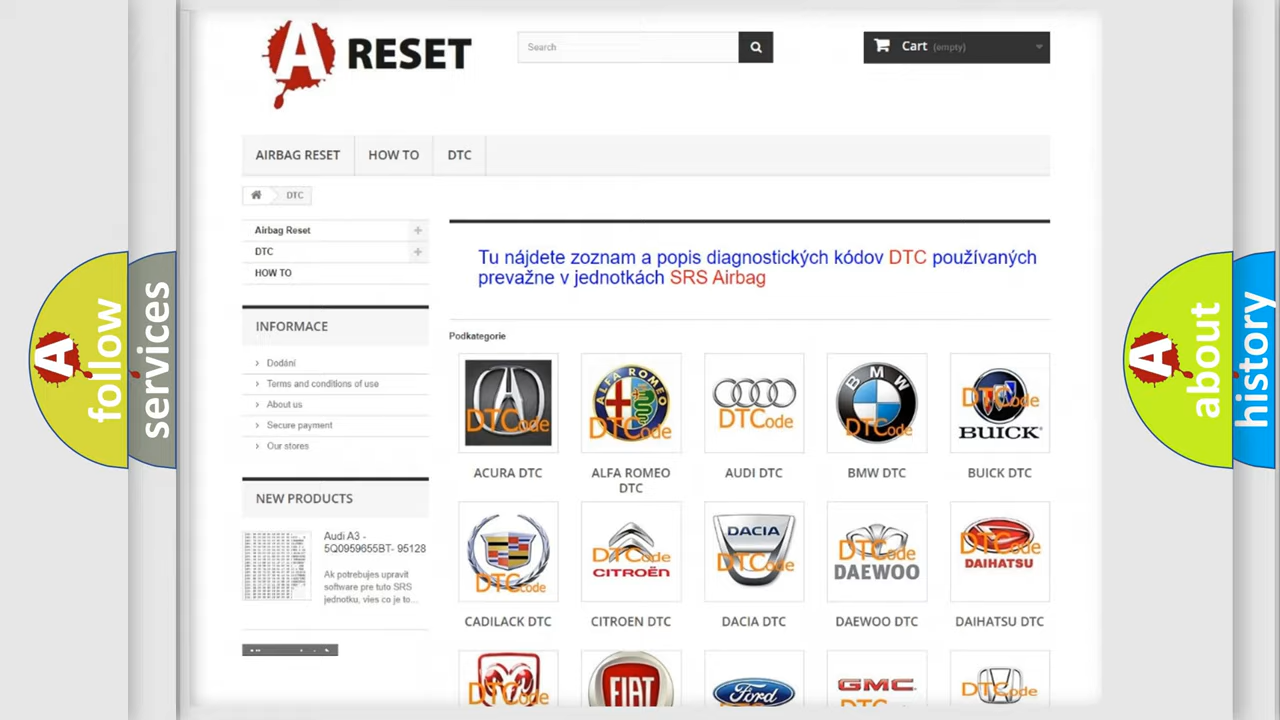 A RESET
Search
Cart (empty)
AIRBAG RESET
HOW TO
DTC
DTC
Airbag Reset
DTC
HOW TO
INFORMACE
Dodání
Terms and conditions of use
About us
Secure payment
Our stores
NEW PRODUCTS
Audi A3 -
5Q0959655BT- 95128
Ak potrebujes upravit
software pre tuto SRS
jednotku, vies co je to...
Tu nájdete zoznam a popis diagnostických kódov DTC používaných
prevažne v jednotkách SRS Airbag
Podkategorie
DTCode
ALFA ROMEO
DTCode
DTCode
BMW
DTCode
DTCode
BUICK
ACURA DTC
ALFA ROMEO
DTC
AUDI DTC
BMW DTC
BUICK DTC
DTCode
DTCode
CITROËN
DACIA
DTCode
DTCode
DAEWOO
DTCode
DAIHATSU
CADILACK DTC
CITROEN DTC
DACIA DTC
DAEWOO DTC
DAIHATSU DTC
DTCode
FIAT
Ford
GMC
DTCode
A follow
services
A about
history